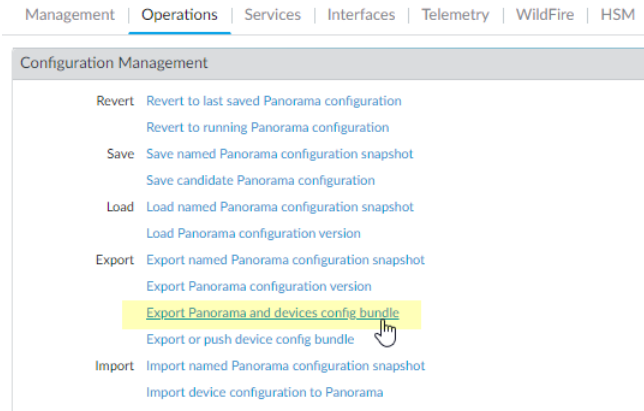 Management | Operations | Services | Interfaces | Telemetry | WildFire | HSM
Configuration Management
Revert Revert to last saved Panorama configuration
Revert to running Panorama configuration
Save Save named Panorama configuration snapshot
Save candidate Panorama configuration
Load Load named Panorama configuration snapshot
Load Panorama configuration version
Export Export named Panorama configuration snapshot
Export Panorama configuration version
Export Panorama and devices config bundle
Export or push device config bundle
Import Import named Panorama configuration snapshot
Import device configuration to Panorama